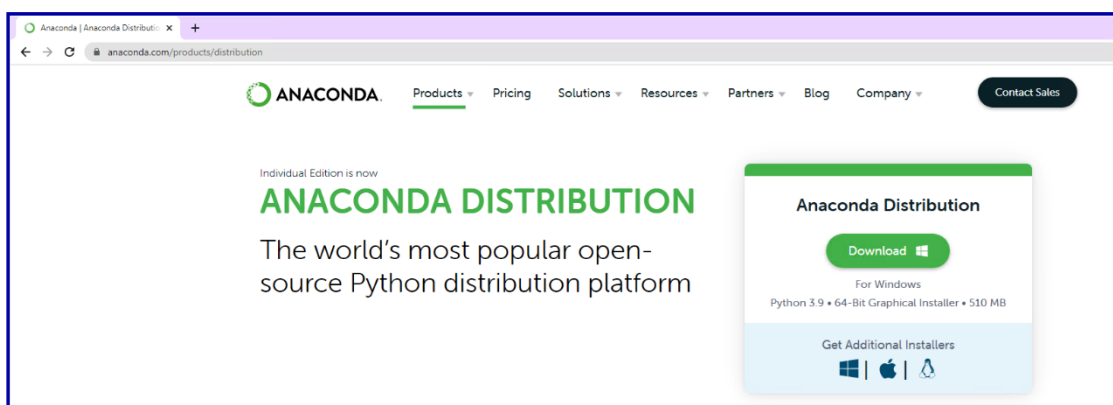 Anaconda | Anaconda Distributio
anaconda.com/products/distribution
ANACONDA.
Products Pricing Solutions Resources Partners Blog Company Contact Sales
Individual Edition is now
ANACONDA DISTRIBUTION
The world's most popular open-
source Python distribution platform
Anaconda Distribution
Download
For Windows
Python 3.9 • 64-Bit Graphical Installer • 510 MB
Get Additional Installers